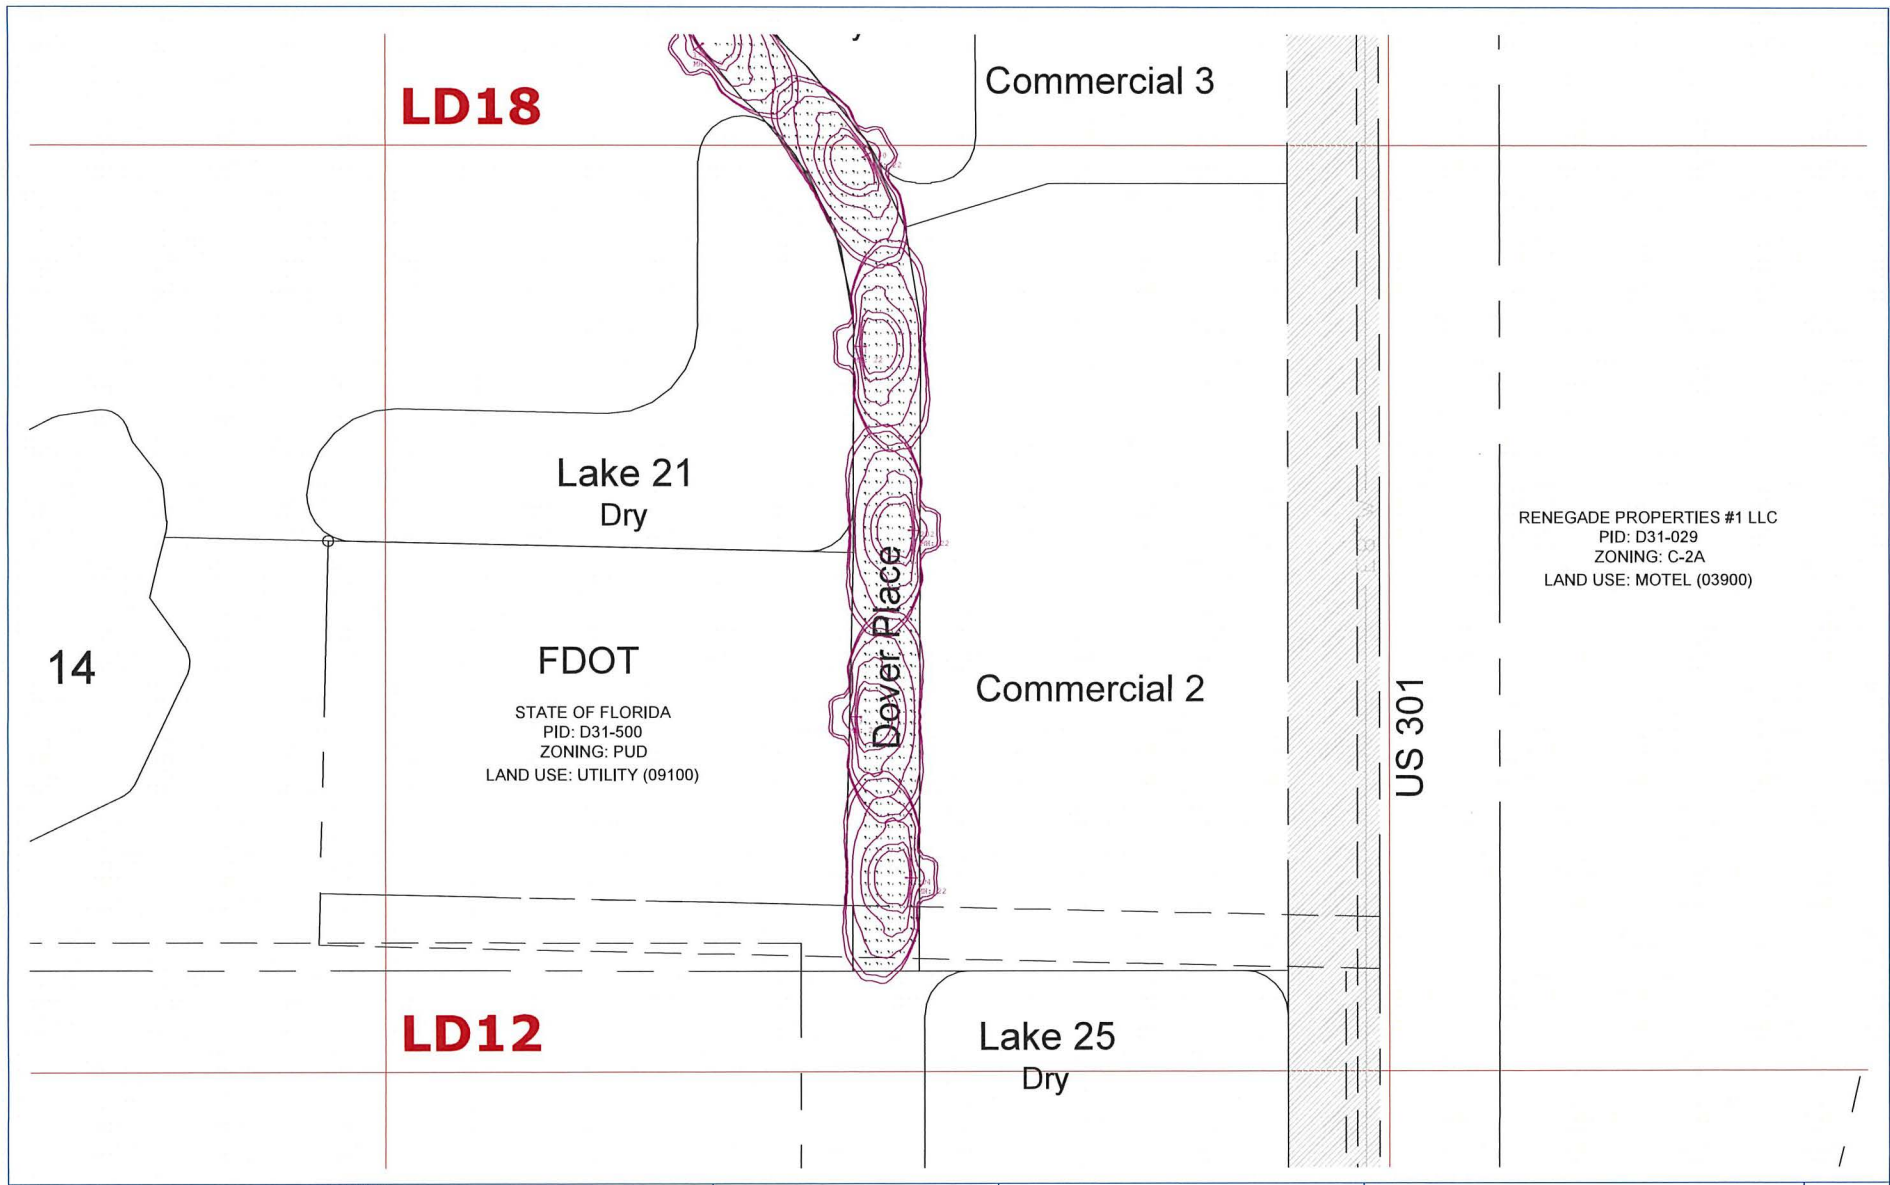 LD18
Commercial 3
Lake 21
Dry
RENEGADE PROPERTIES #1 LLC
PID: D31-029
ZONING: C-2A
LAND USE: MOTEL (03900)
14
FDOT
STATE OF FLORIDA
PID: D31-500
ZONING: PUD
LAND USE: UTILITY (09100)
Dover Place
Commercial 2
US 301
LD12
Lake 25
Dry